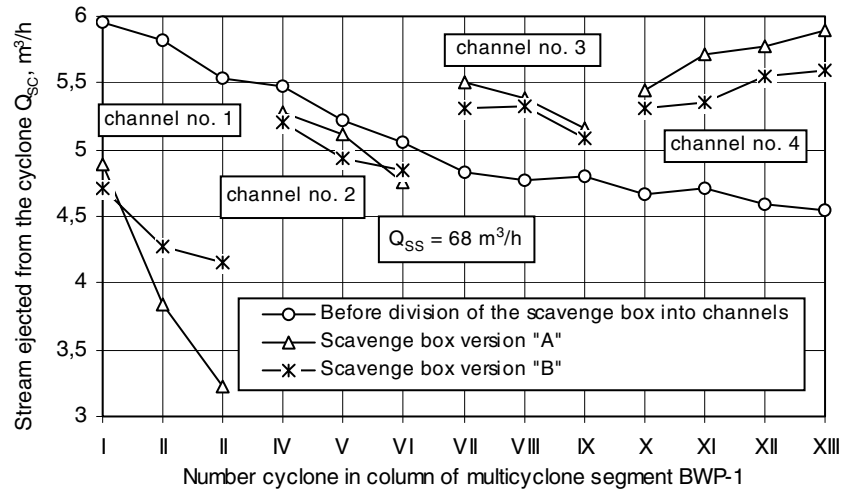 6
5,5
5
4,5
4
3,5
3
Stream ejected from the cyclone QSC, m³/h
channel no. 1
channel no. 2
channel no. 3
channel no. 4
QSS = 68 m³/h
Before division of the scavenge box into channels
Scavenge box version "A"
Scavenge box version "B"
I II II IV V VI VII VIII IX X XI XII XIII
Number cyclone in column of multicyclone segment BWP-1